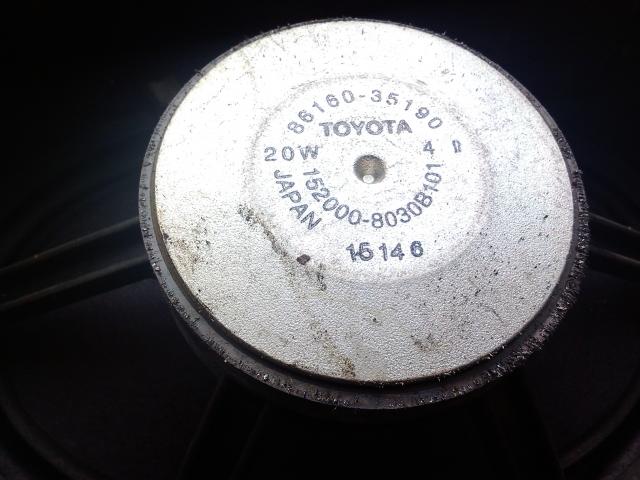 86160-35190
TOYOTA
20W 4 Ω
152000-8030B101
JAPAN
15146